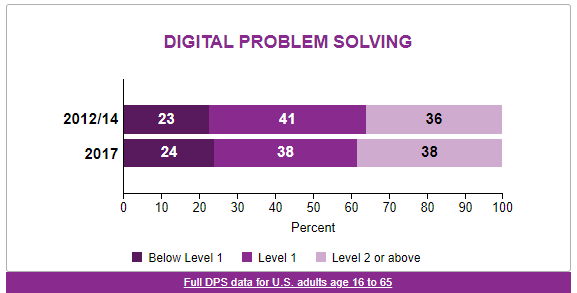 DIGITAL PROBLEM SOLVING
2012/14 23 41 36
2017 24 38 38
0 10 20 30 40 50 60 70 80 90 100
Percent
Below Level 1 Level 1 Level 2 or above
Full DPS data for U.S. adults age 16 to 65